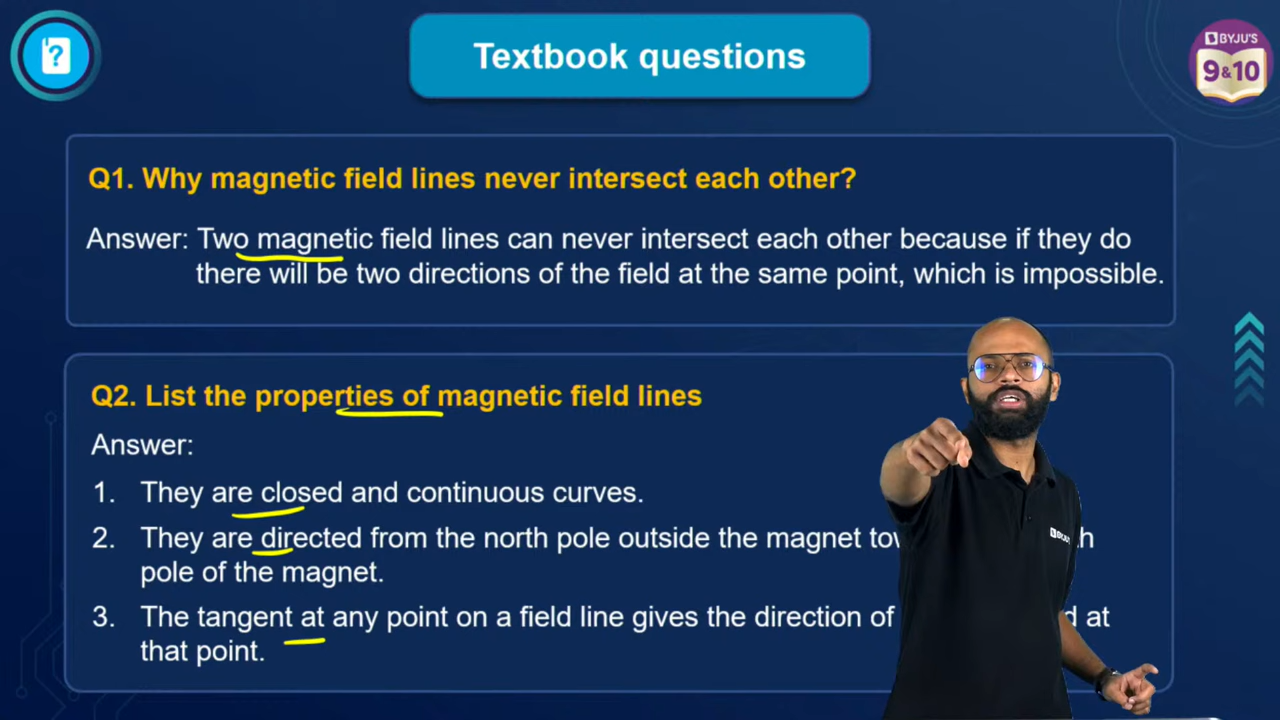 Textbook questions
BYJU'S
9&10
Q1. Why magnetic field lines never intersect each other?
Answer: Two magnetic field lines can never intersect each other because if they do
there will be two directions of the field at the same point, which is impossible.
Q2. List the properties of magnetic field lines
Answer:
1. They are closed and continuous curves.
2. They are directed from the north pole outside the magnet
pole of the magnet.
3. The tangent at any point on a field line gives the direction of at
that point.